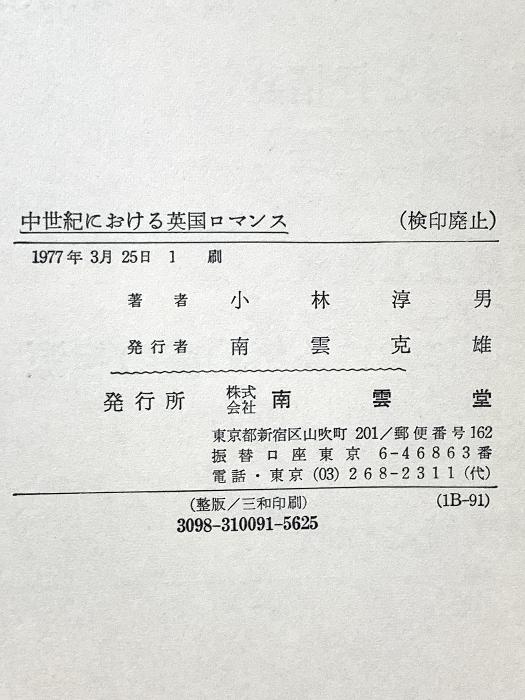 中世紀における英国ロマンス （検印廃止）
1977年 3月 25日 1 刷
著者 小林淳男
発行者 南雲克雄
発行所 株式会社 南雲堂
東京都新宿区山吹町 201／郵便番号162
振替口座東京 6-46863番
電話・東京 (03) 268-2311 (代)
（整版／三和印刷） (1B-91)
3098-310091-5625